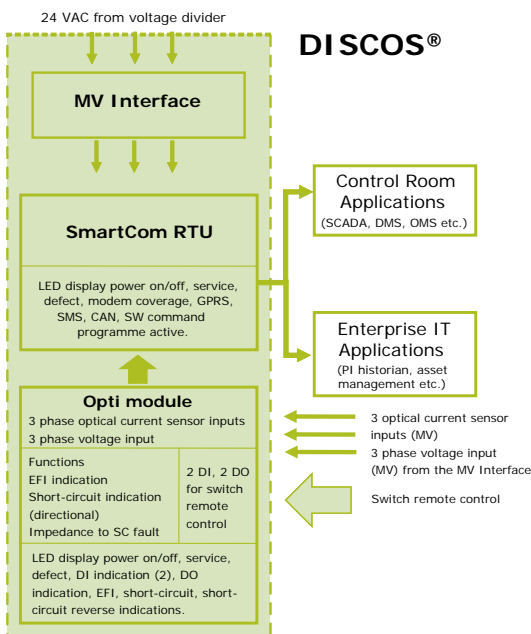 24 VAC from voltage divider
DISCOS®
MV Interface
SmartCom RTU
LED display power on/off, service,
defect, modem coverage, GPRS,
SMS, CAN, SW command
programme active.
Control Room
Applications
(SCADA, DMS, OMS etc.)
Enterprise IT
Applications
(PI historian, asset
management etc.)
Opti module
3 phase optical current sensor inputs
3 phase voltage input
Functions
EFI indication
Short-circuit indication
(directional)
Impedance to SC fault
2 DI, 2 DO
for switch
remote
control
LED display power on/off, service,
defect, DI indication (2), DO
indication, EFI, short-circuit, short-
circuit reverse indications.
3 optical current sensor
inputs (MV)
3 phase voltage input
(MV) from the MV Interface
Switch remote control